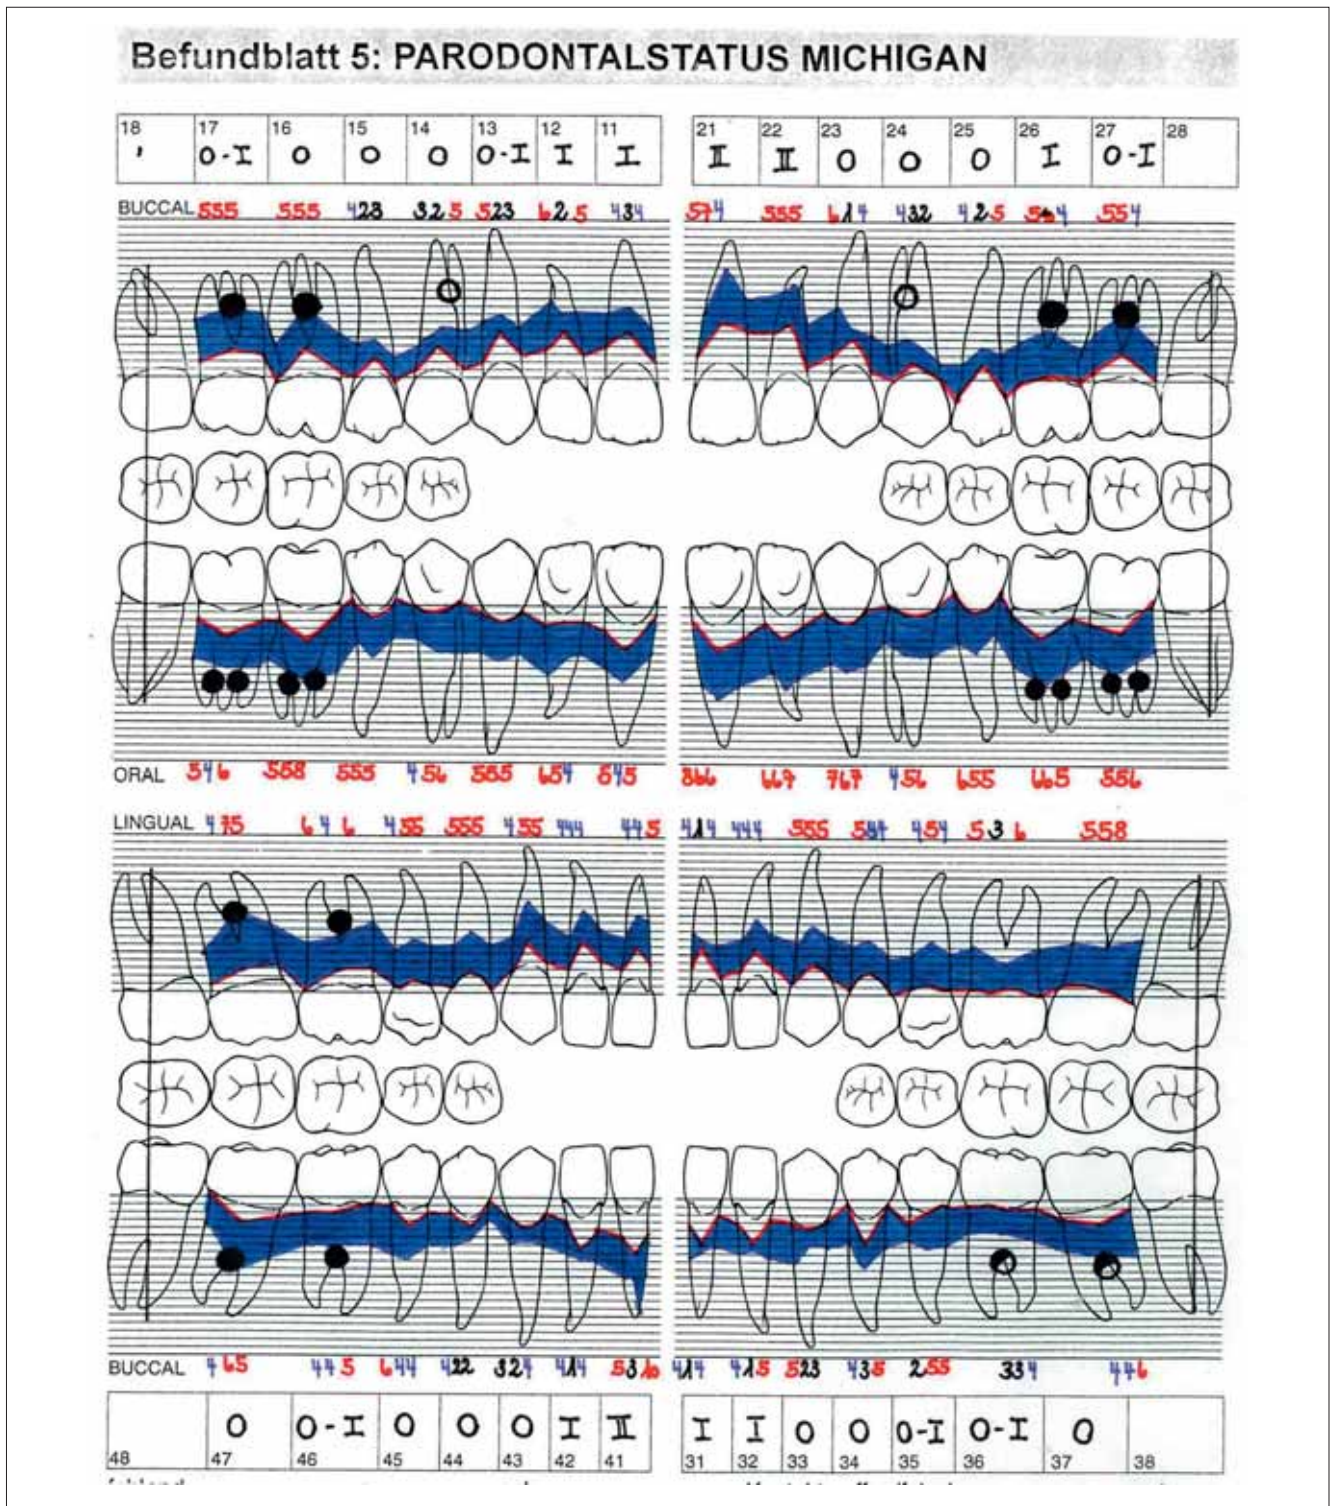 Befundblatt 5: PARODONTALSTATUS MICHIGAN
18 17 16 15 14 13 12 11 21 22 23 24 25 26 27 28
0-I 0 0 0 0-I I I II II 0 0 0 I 0-I
BUCCAL 555 555 423 325 523 625 434 574 555 614 432 425 554
ORAL 546 558 555 456 555 654 545 866 667 767 456 655 665 556
LINGUAL 475 646 455 555 455 444 445 414 444 555 454 536 558
BUCCAL 465 445 644 422 324 414 5310 414 415 523 435 255 334 446
0 0-I 0 0 0 I II I I 0 0 0-I 0-I 0
48 47 46 45 44 43 42 41 31 32 33 34 35 36 37 38